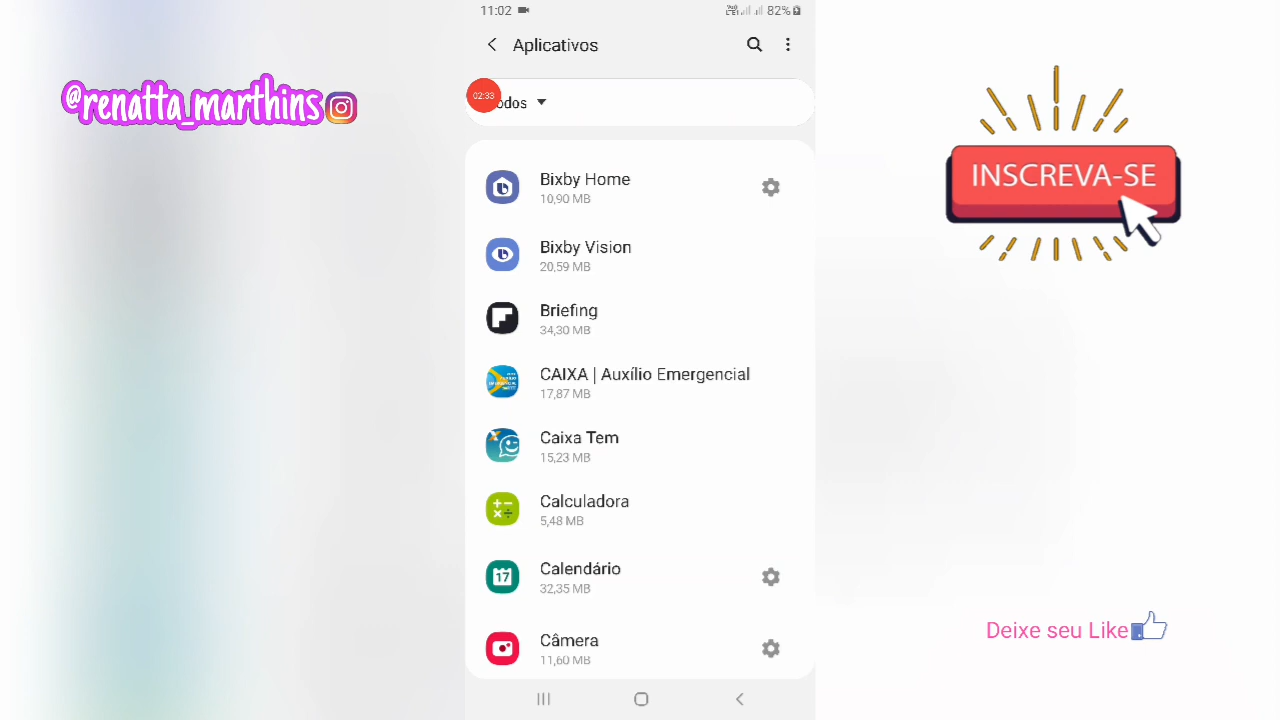 @renatta_marthins
11:02
82%
Aplicativos
02:33
odos
Bixby Home
10,90 MB
Bixby Vision
20,59 MB
Briefing
34,30 MB
CAIXA | Auxílio Emergencial
17,87 MB
Caixa Tem
15,23 MB
Calculadora
5,48 MB
17
Calendário
32,35 MB
Câmera
11,60 MB
INSCREVA-SE
Deixe seu Like